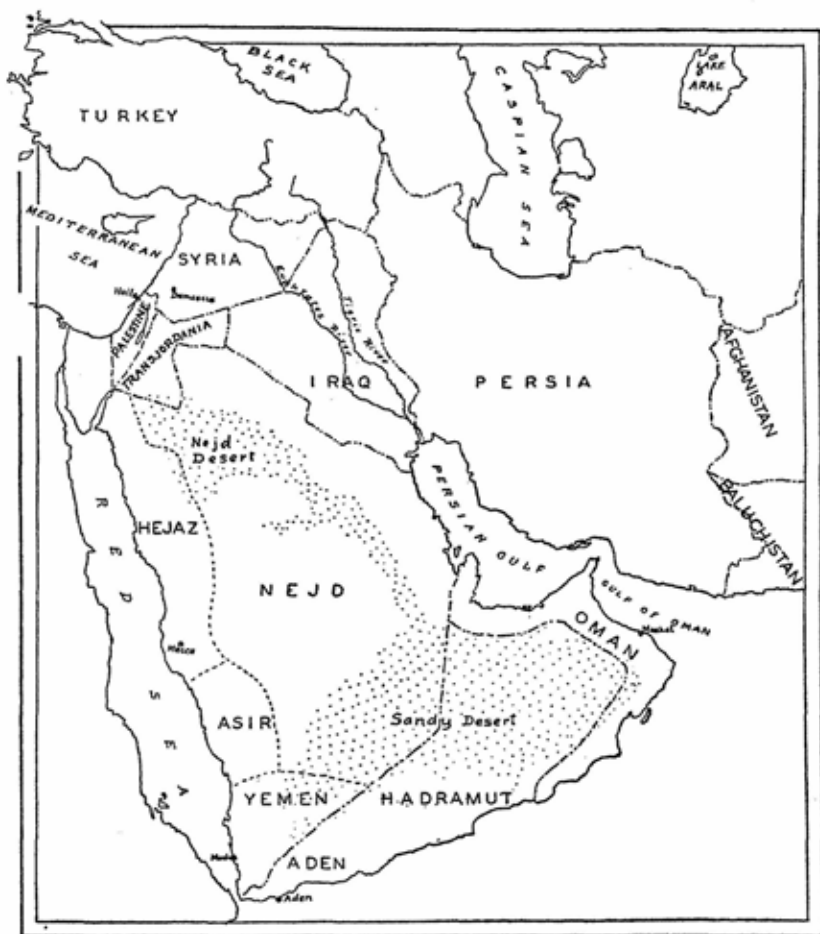 BLACK
SEA
LAKE
ARAL
CASPIAN SEA
TURKEY
MEDITERRANEAN
SEA
SYRIA
Haifa
Damascus
Euphrates River
Tigris River
PALESTINE
TRANSJORDANIA
IRAQ
PERSIA
AFGHANISTAN
BALUCHISTAN
Nejd
Desert
PERSIAN GULF
RED SEA
HEJAZ
NEJD
GULF OF OMAN
OMAN
Mecca
ASIR
Sandy Desert
YEMEN
HADRAMUT
ADEN
Aden